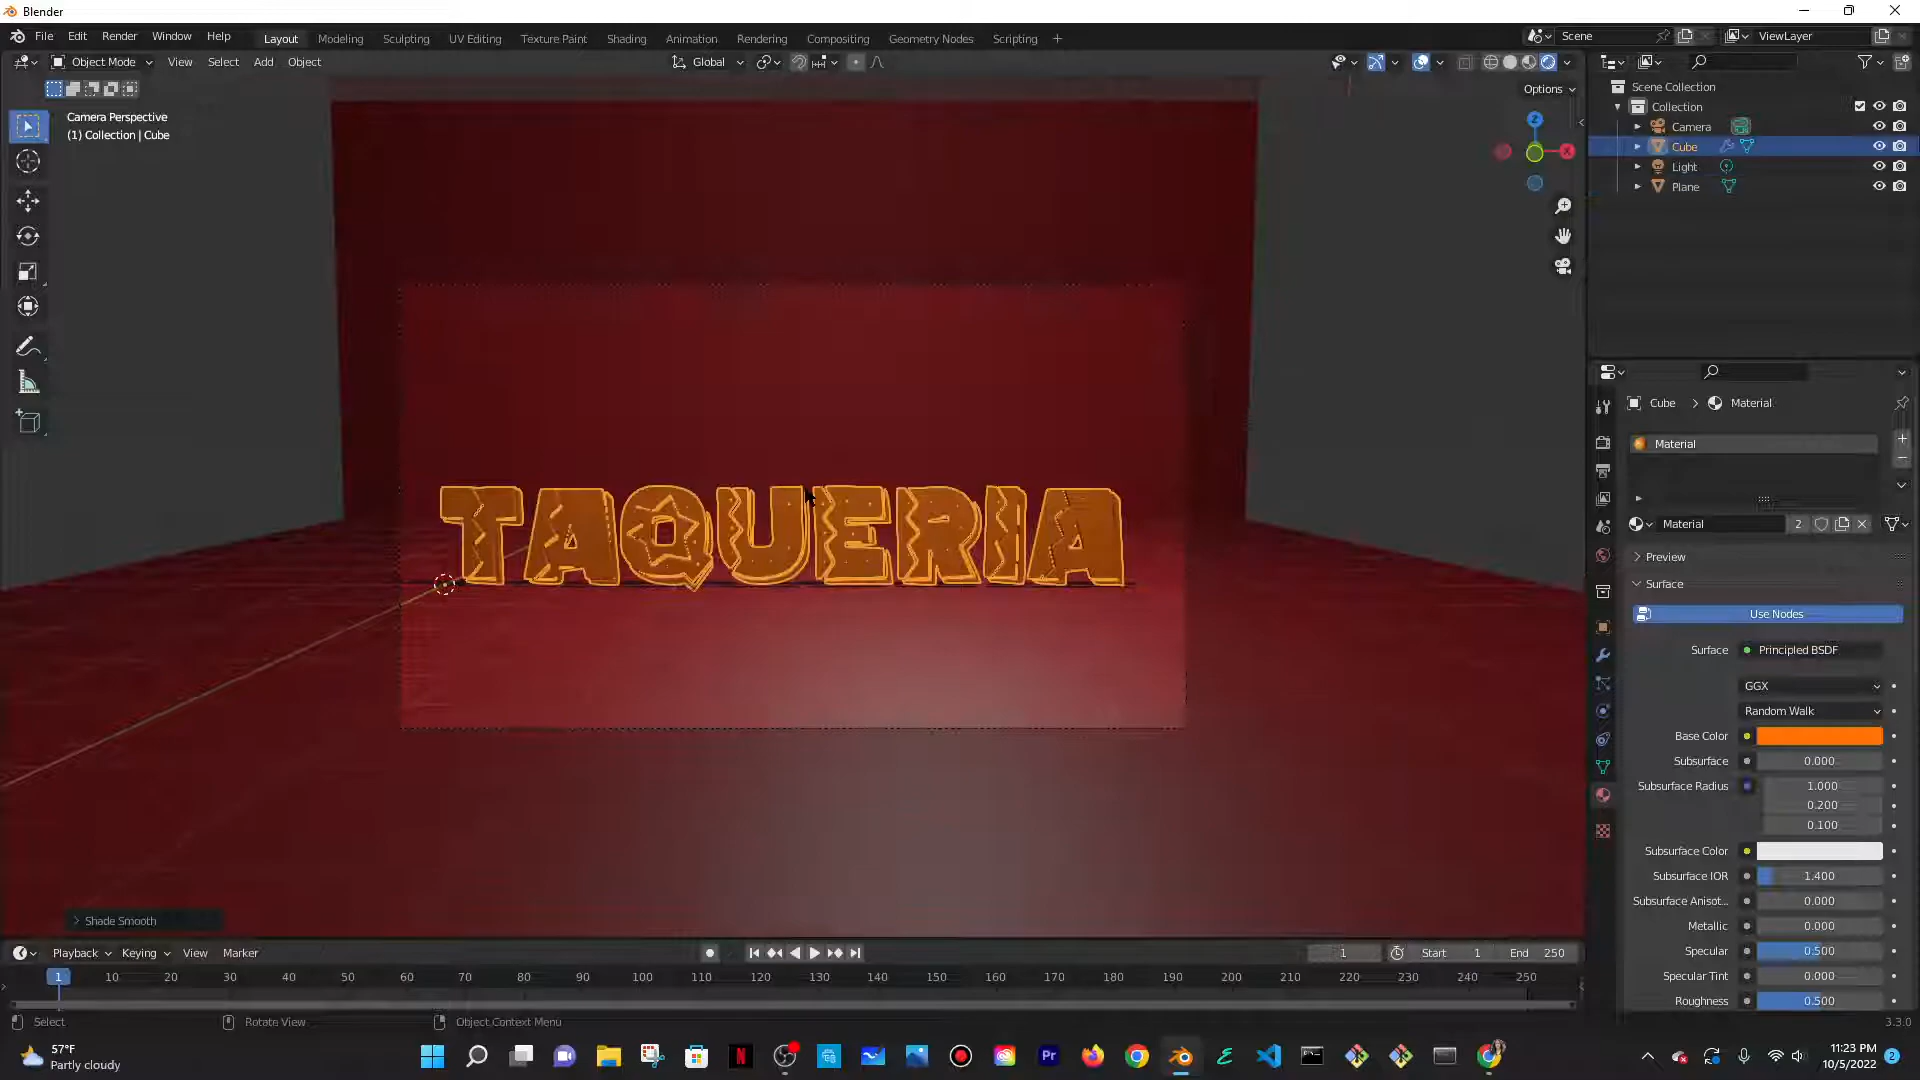 Blender
File Edit Render Window Help
Layout Modeling Sculpting UV Editing Texture Paint Shading Animation Rendering Compositing Geometry Nodes Scripting +
Scene
ViewLayer
Object Mode View Select Add Object
Global
Options
Camera Perspective
(1) Collection | Cube
Z
X
TAQUERIA
Shade Smooth
Scene Collection
Collection
Camera
Cube
Light
Plane
Cube > Material
Material
Material 2
Preview
Surface
Use Nodes
Surface Principled BSDF
GGX
Random Walk
Base Color
Subsurface 0.000
Subsurface Radius 1.000
0.200
0.100
Subsurface Color
Subsurface IOR 1.400
Subsurface Anisot... 0.000
Metallic 0.000
Specular 0.500
Specular Tint 0.000
Roughness 0.500
Playback Keying View Marker
1 Start 1 End 250
1 10 20 30 40 50 60 70 80 90 100 110 120 130 140 150 160 170 180 190 200 210 220 230 240 250
Select Rotate View Object Context Menu
3.3.0
57°F
Partly cloudy
N
Pr
11:23 PM
10/5/2022
2